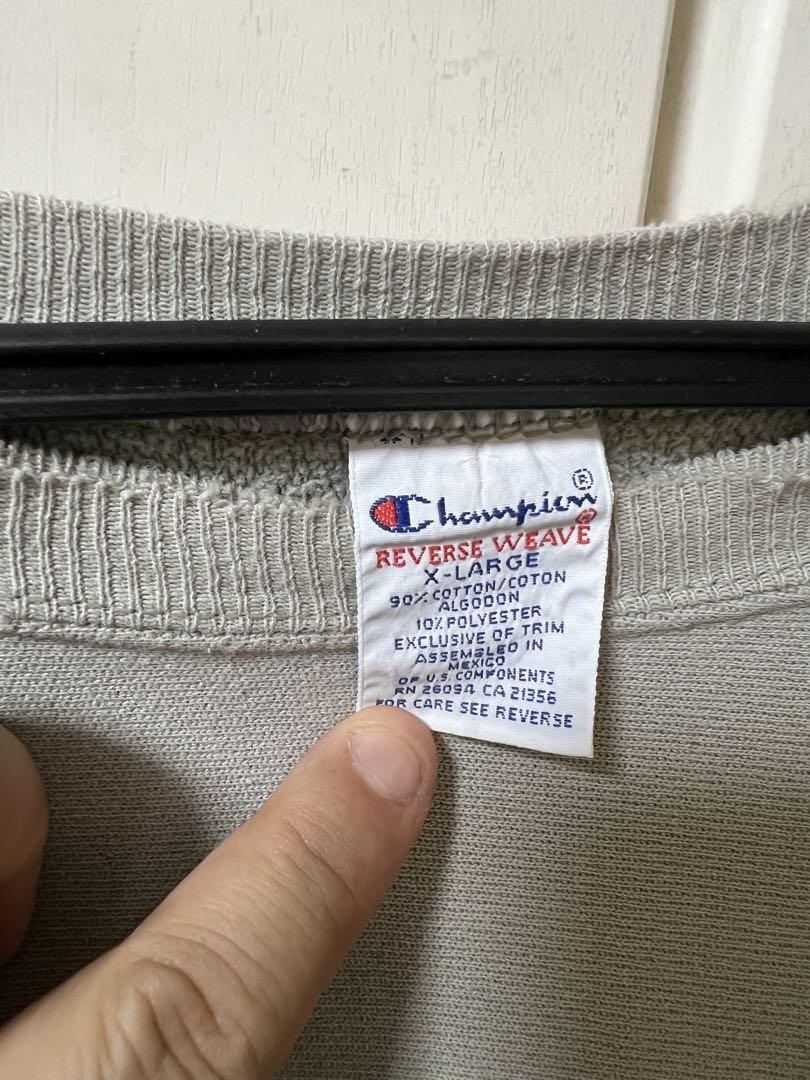 Champion®
REVERSE WEAVE®
X-LARGE
90% COTTON/COTON
ALGODON
10% POLYESTER
EXCLUSIVE OF TRIM
ASSEMBLED IN
MEXICO
OF U.S. COMPONENTS
RN 26094 CA 21356
FOR CARE SEE REVERSE